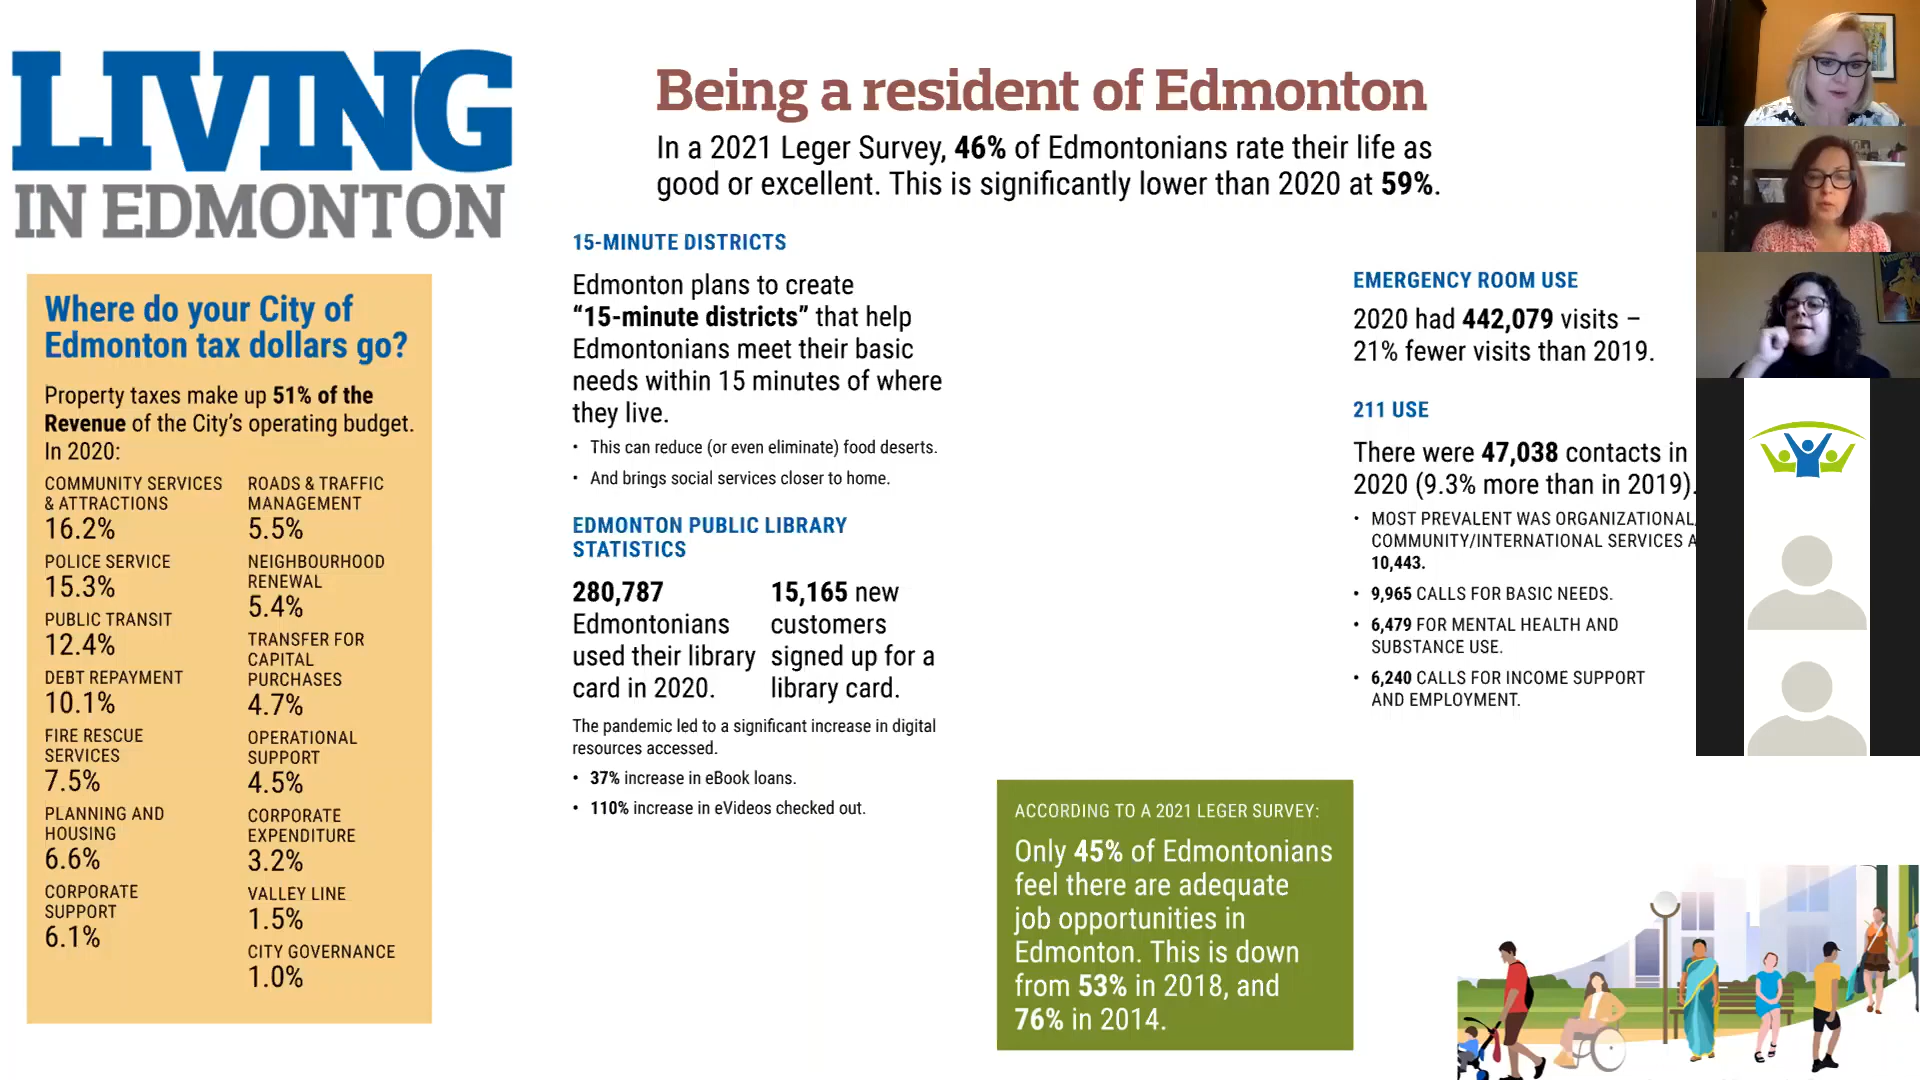 LIVING
IN EDMONTON
Where do your City of
Edmonton tax dollars go?
Property taxes make up 51% of the
Revenue of the City's operating budget.
In 2020:
COMMUNITY SERVICES
& ATTRACTIONS
16.2%
POLICE SERVICE
15.3%
PUBLIC TRANSIT
12.4%
DEBT REPAYMENT
10.1%
FIRE RESCUE
SERVICES
7.5%
PLANNING AND
HOUSING
6.6%
CORPORATE
SUPPORT
6.1%
ROADS & TRAFFIC
MANAGEMENT
5.5%
NEIGHBOURHOOD
RENEWAL
5.4%
TRANSFER FOR
CAPITAL
PURCHASES
4.7%
OPERATIONAL
SUPPORT
4.5%
CORPORATE
EXPENDITURE
3.2%
VALLEY LINE
1.5%
CITY GOVERNANCE
1.0%
Being a resident of Edmonton
In a 2021 Leger Survey, 46% of Edmontonians rate their life as
good or excellent. This is significantly lower than 2020 at 59%.
15-MINUTE DISTRICTS
Edmonton plans to create
“15-minute districts” that help
Edmontonians meet their basic
needs within 15 minutes of where
they live.
• This can reduce (or even eliminate) food deserts.
• And brings social services closer to home.
EDMONTON PUBLIC LIBRARY
STATISTICS
280,787
Edmontonians
used their library
card in 2020.
15,165 new
customers
signed up for a
library card.
The pandemic led to a significant increase in digital
resources accessed.
• 37% increase in eBook loans.
• 110% increase in eVideos checked out.
ACCORDING TO A 2021 LEGER SURVEY:
Only 45% of Edmontonians
feel there are adequate
job opportunities in
Edmonton. This is down
from 53% in 2018, and
76% in 2014.
EMERGENCY ROOM USE
2020 had 442,079 visits –
21% fewer visits than 2019.
211 USE
There were 47,038 contacts in
2020 (9.3% more than in 2019).
• MOST PREVALENT WAS ORGANIZATIONAL/
COMMUNITY/INTERNATIONAL SERVICES A
10,443.
• 9,965 CALLS FOR BASIC NEEDS.
• 6,479 FOR MENTAL HEALTH AND
SUBSTANCE USE.
• 6,240 CALLS FOR INCOME SUPPORT
AND EMPLOYMENT.